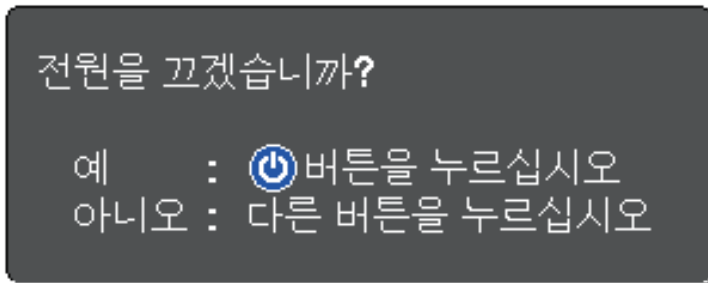 전원을 끄겠습니까?
예 : 버튼을 누르십시오
아니오 : 다른 버튼을 누르십시오